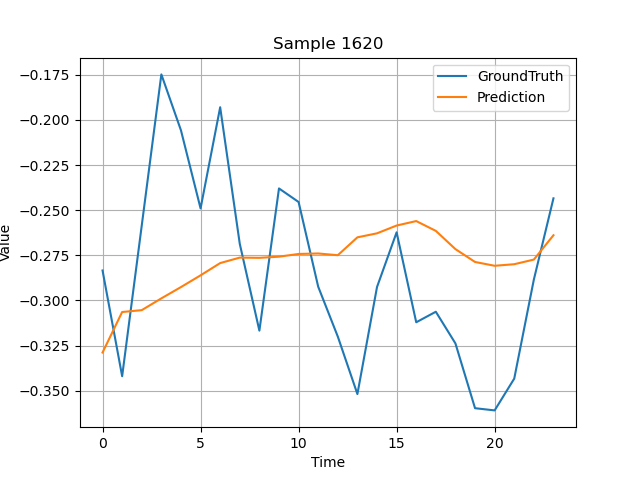 Sample 1620
GroundTruth
Prediction
−0.175
−0.200
−0.225
−0.250
−0.275
−0.300
−0.325
−0.350
Value
0 5 10 15 20
Time